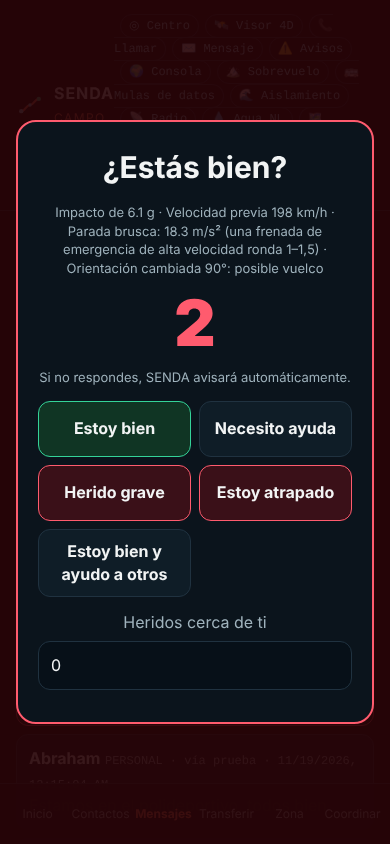 ◎ Centro 🛰 Visor 4D 📞
Llamar ✉ Mensaje ⚠ Avisos
Consola Sobrevuelo
SENDA Mulas de datos 🌊 Aislamiento
CAMPO Radio
¿Estás bien?
Impacto de 6.1 g · Velocidad previa 198 km/h ·
Parada brusca: 18.3 m/s² (una frenada de
emergencia de alta velocidad ronda 1–1,5) ·
Orientación cambiada 90°: posible vuelco
2
Si no respondes, SENDA avisará automáticamente.
Estoy bien
Necesito ayuda
Herido grave
Estoy atrapado
Estoy bien y
ayudo a otros
Heridos cerca de ti
0
Abraham PERSONAL · vía prueba · 11/19/2026,
Inicio Contactos Mensajes Transferir Zona Coordinar